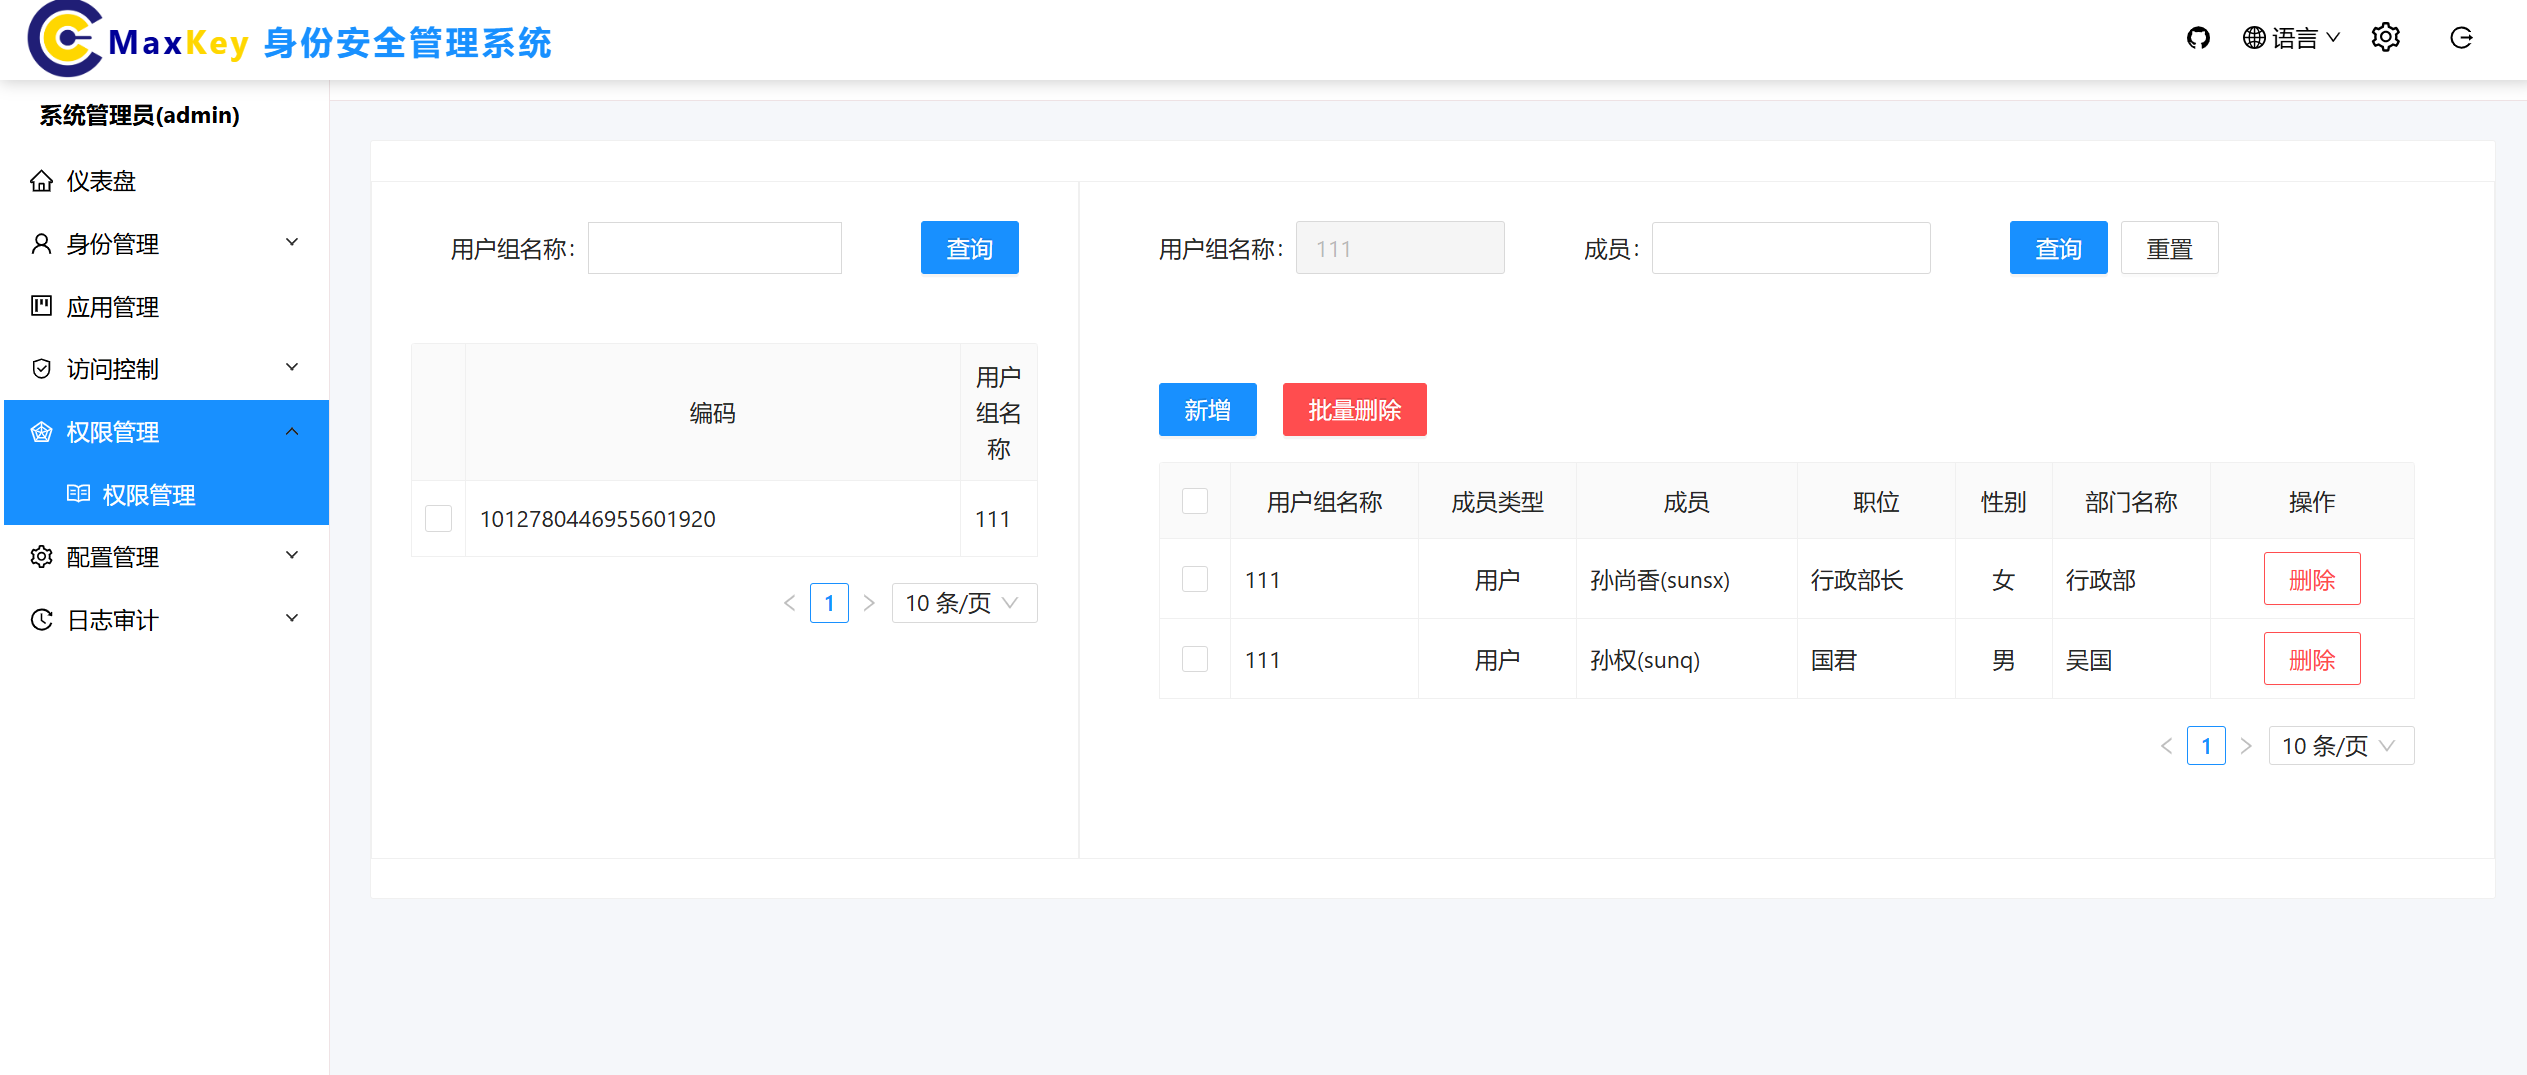 MaxKey 身份安全管理系统
语言
系统管理员(admin)
仪表盘
身份管理
应用管理
访问控制
权限管理
权限管理
配置管理
日志审计
用户组名称：
查询
编码
用户组名称
1012780446955601920
111
1
10 条/页
用户组名称：
111
成员：
查询
重置
新增
批量删除
用户组名称 成员类型 成员 职位 性别 部门名称 操作
111 用户 孙尚香(sunsx) 行政部长 女 行政部 删除
111 用户 孙权(sunq) 国君 男 吴国 删除
1
10 条/页